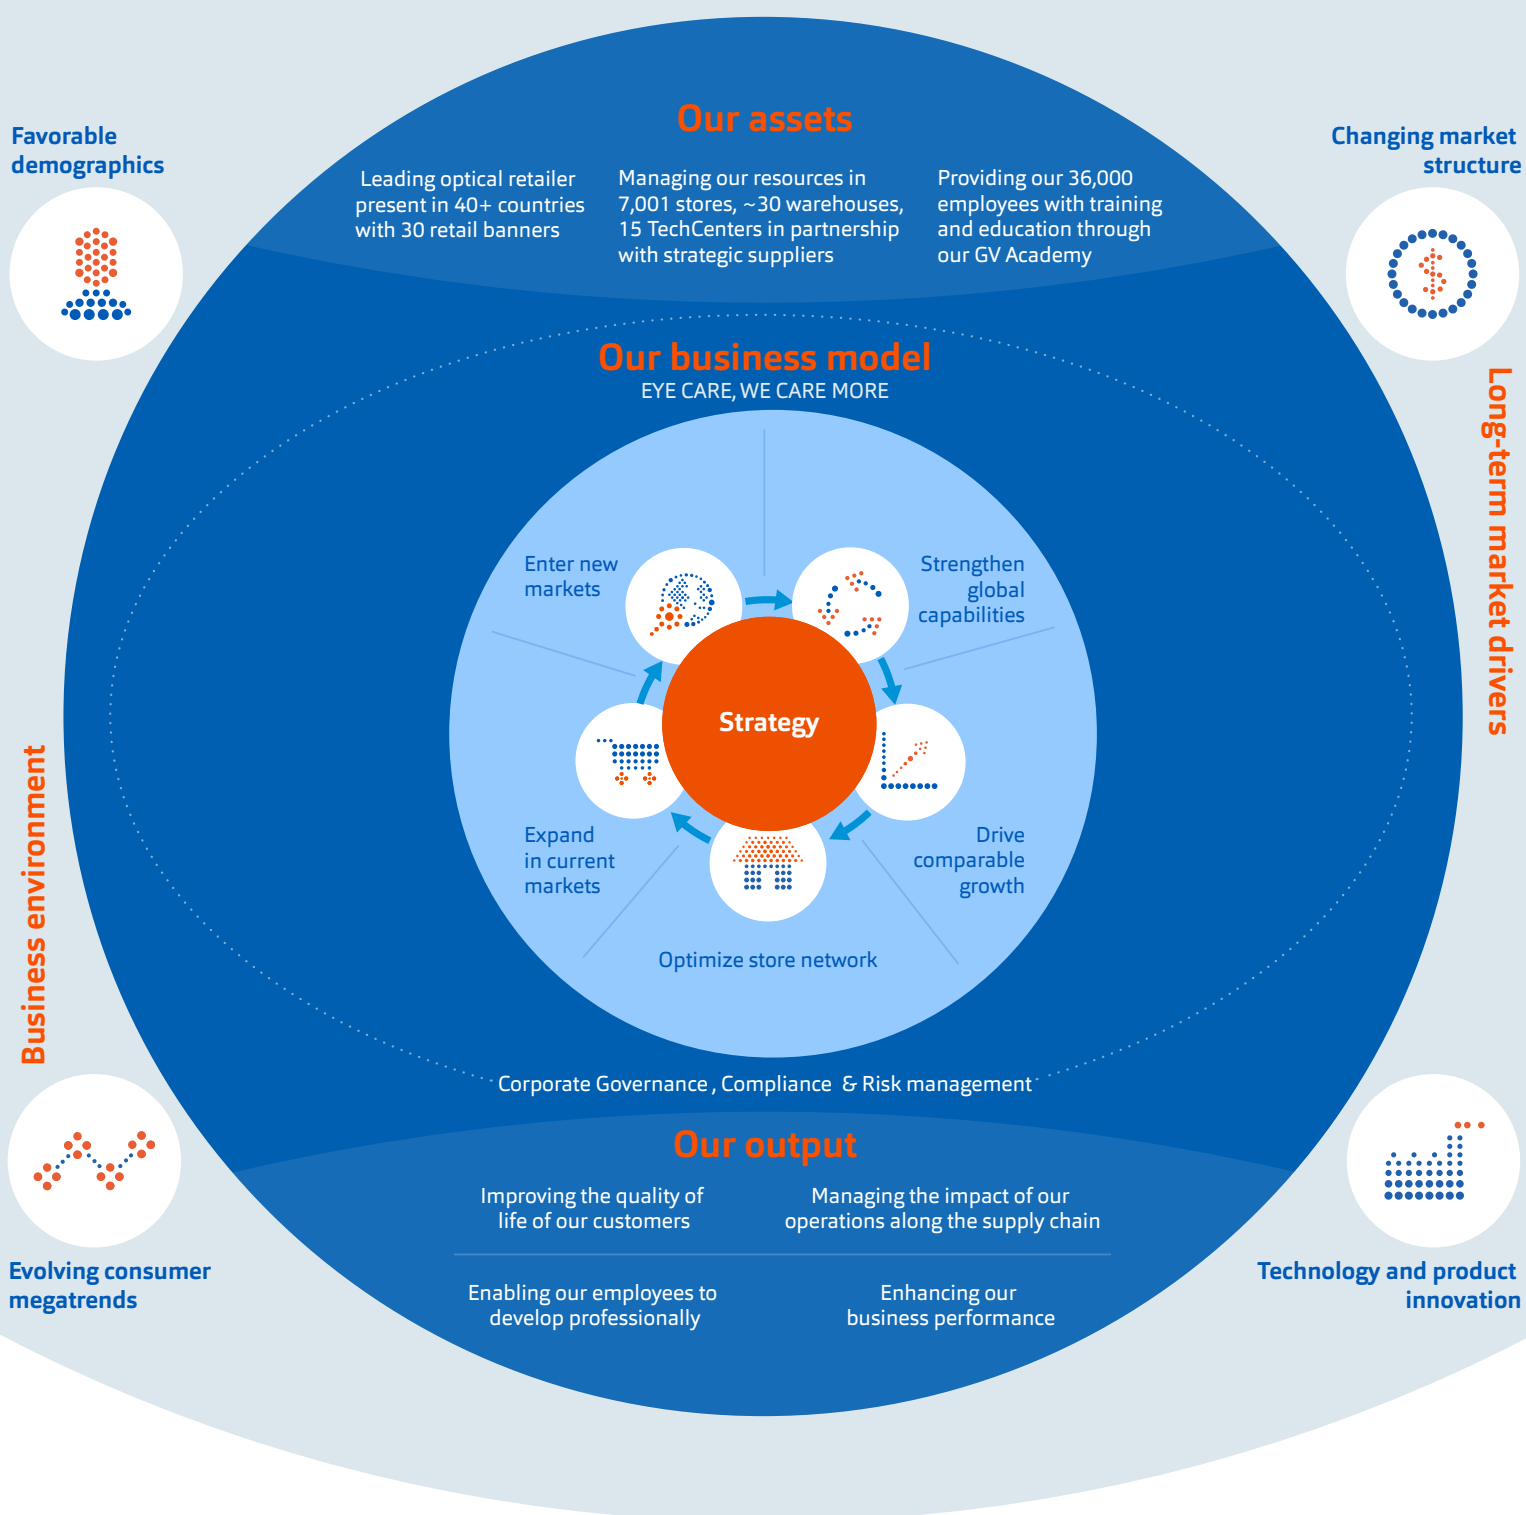 Our assets
Leading optical retailer
present in 40+ countries
with 30 retail banners
Managing our resources in
7,001 stores, ~30 warehouses,
15 TechCenters in partnership
with strategic suppliers
Providing our 36,000
employees with training
and education through
our GV Academy
Favorable
demographics
Changing market
structure
Our business model
EYE CARE, WE CARE MORE
Enter new
markets
Strengthen
global
capabilities
Strategy
Expand
in current
markets
Drive
comparable
growth
Optimize store network
Business environment
Long-term market drivers
Corporate Governance , Compliance & Risk management
Our output
Improving the quality of
life of our customers
Managing the impact of our
operations along the supply chain
Enabling our employees to
develop professionally
Enhancing our
business performance
Evolving consumer
megatrends
Technology and product
innovation